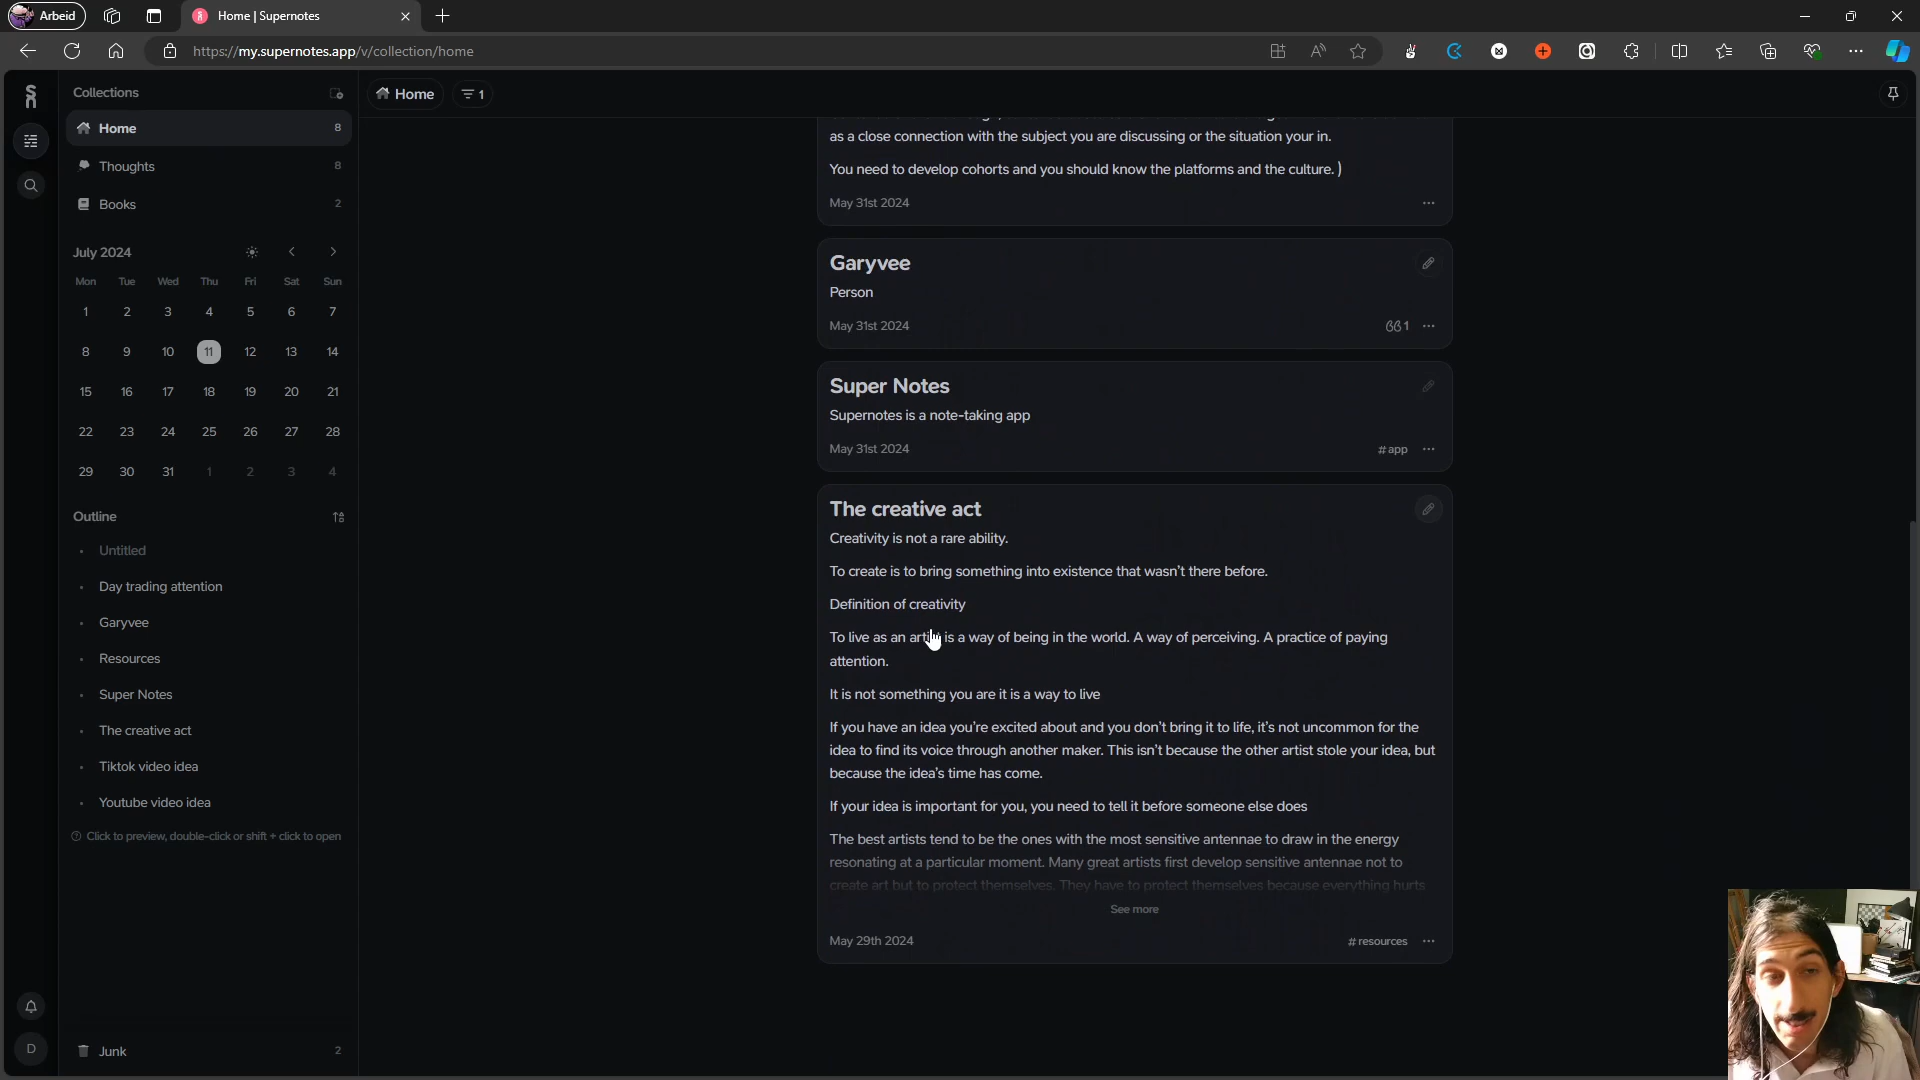 Arbeid
Home | Supernotes
https://my.supernotes.app/v/collection/home
Collections
Home 8
Thoughts 8
Books 2
July 2024
Mon Tue Wed Thu Fri Sat Sun
1 2 3 4 5 6 7
8 9 10 11 12 13 14
15 16 17 18 19 20 21
22 23 24 25 26 27 28
29 30 31 1 2 3 4
Outline
Untitled
Day trading attention
Garyvee
Resources
Super Notes
The creative act
Tiktok video idea
Youtube video idea
Click to preview, double-click or shift + click to open
D
Junk 2
Home
1
as a close connection with the subject you are discussing or the situation your in.
You need to develop cohorts and you should know the platforms and the culture. )
May 31st 2024
Garyvee
Person
May 31st 2024
1
Super Notes
Supernotes is a note-taking app
May 31st 2024
# app
The creative act
Creativity is not a rare ability.
To create is to bring something into existence that wasn't there before.
Definition of creativity
To live as an artist is a way of being in the world. A way of perceiving. A practice of paying
attention.
It is not something you are it is a way to live
If you have an idea you're excited about and you don't bring it to life, it's not uncommon for the
idea to find its voice through another maker. This isn't because the other artist stole your idea, but
because the idea's time has come.
If your idea is important for you, you need to tell it before someone else does
The best artists tend to be the ones with the most sensitive antennae to draw in the energy
resonating at a particular moment. Many great artists first develop sensitive antennae not to
create art but to protect themselves. They have to protect themselves because everything hurts
See more
May 29th 2024
# resources